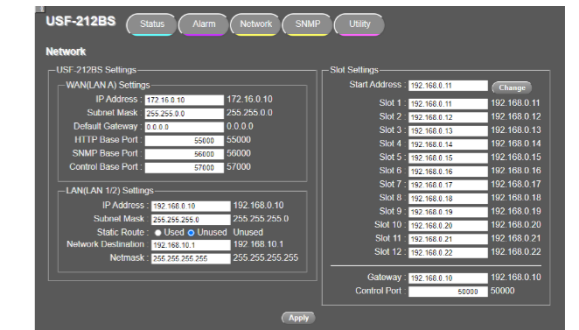 USF-212BS Status Alarm Network SNMP Utility
Network
USF-212BS Settings
WAN(LAN A) Settings
IP Address : 172.16.0.10 172.16.0.10
Subnet Mask : 255.255.0.0 255.255.0.0
Default Gateway : 0.0.0.0 0.0.0.0
HTTP Base Port : 55000 55000
SNMP Base Port : 56000 56000
Control Base Port : 57000 57000
LAN(LAN 1/2) Settings
IP Address : 192.168.0.10 192.168.0.10
Subnet Mask : 255.255.255.0 255.255.255.0
Static Route : Used Unused Unused
Network Destination : 192.168.10.1 192.168.10.1
Netmask : 255.255.255.255 255.255.255.255
Slot Settings
Start Address : 192.168.0.11 Change
Slot 1 : 192.168.0.11 192.168.0.11
Slot 2 : 192.168.0.12 192.168.0.12
Slot 3 : 192.168.0.13 192.168.0.13
Slot 4 : 192.168.0.14 192.168.0.14
Slot 5 : 192.168.0.15 192.168.0.15
Slot 6 : 192.168.0.16 192.168.0.16
Slot 7 : 192.168.0.17 192.168.0.17
Slot 8 : 192.168.0.18 192.168.0.18
Slot 9 : 192.168.0.19 192.168.0.19
Slot 10 : 192.168.0.20 192.168.0.20
Slot 11 : 192.168.0.21 192.168.0.21
Slot 12 : 192.168.0.22 192.168.0.22
Gatoway : 192.168.0.10 192.168.0.10
Control Port : 50000 50000
Apply